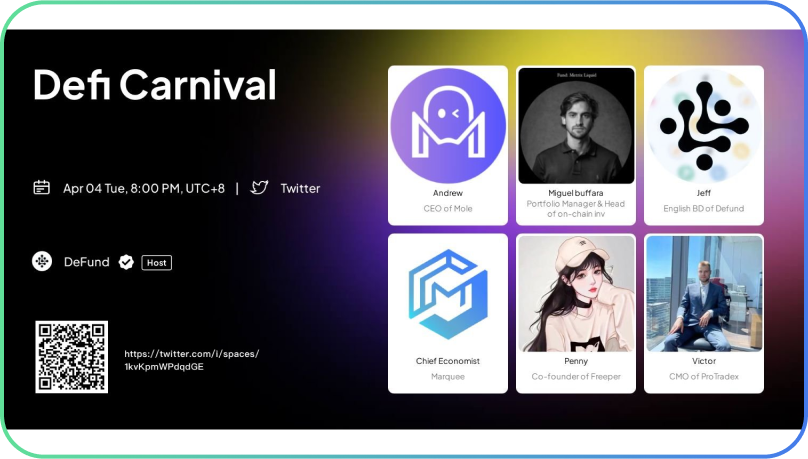 Defi Carnival
Apr 04 Tue, 8:00 PM, UTC+8 | Twitter
DeFund Host
https://twitter.com/i/spaces/
1kvKpmWPdqdGE
Andrew
CEO of Mole
Miguel buffara
Portfolio Manager & Head
of on-chain inv
Jeff
English BD of Defund
Chief Economist
Marquee
Penny
Co-founder of Freeper
Victor
CMO of ProTradex